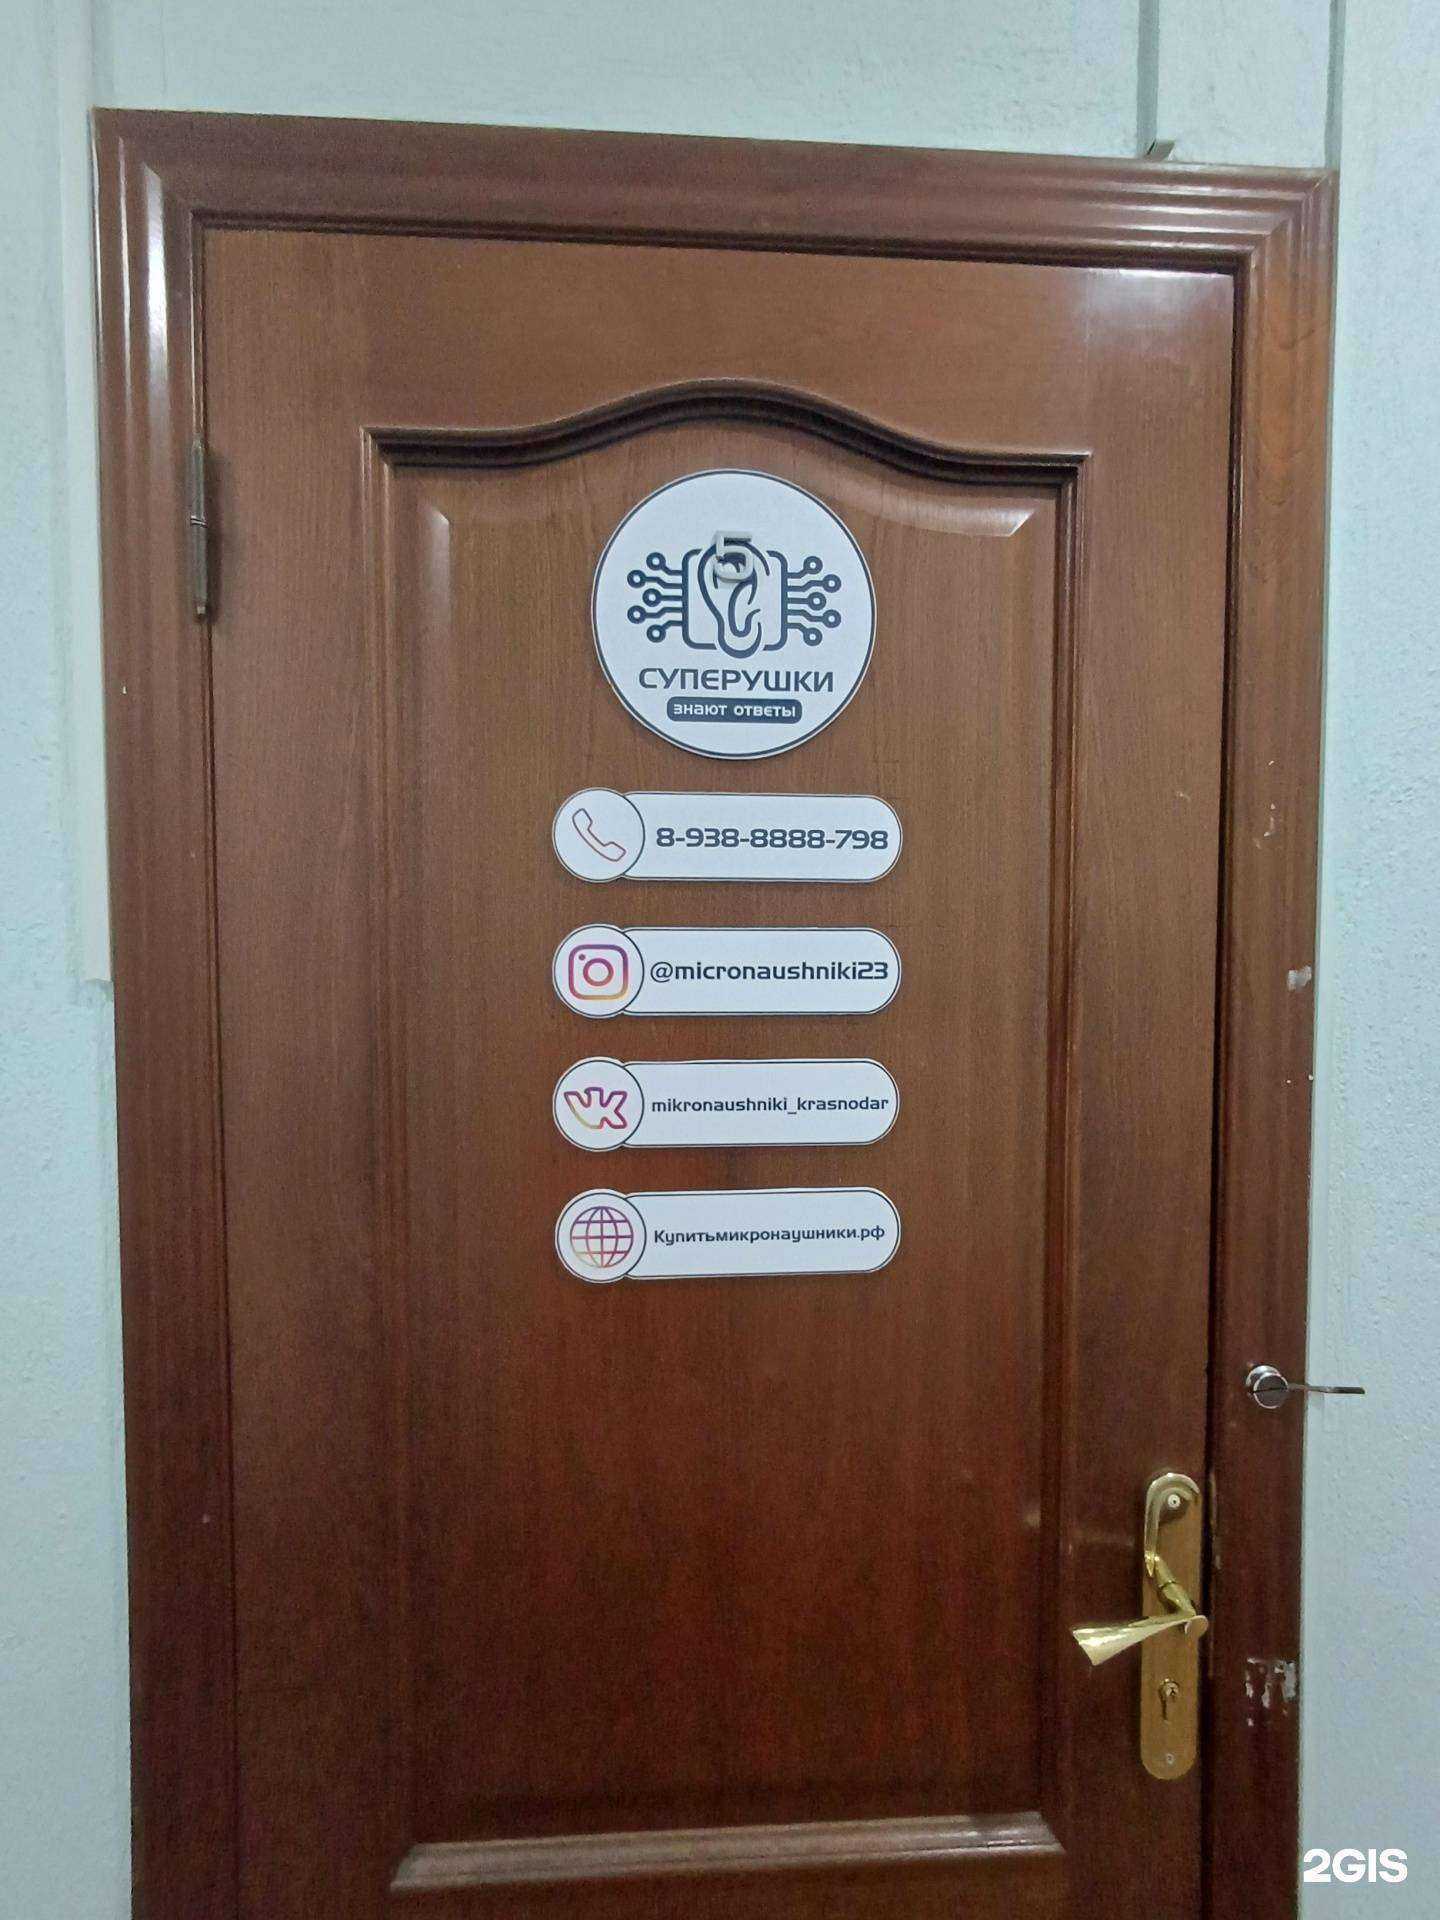 5
СУПЕРУШКИ
ЗНАЮТ ОТВЕТЫ
8-938-8888-798
@micronaushniki23
mikronaushniki_krasnodar
Купитьмикронаушники.рф
2GIS